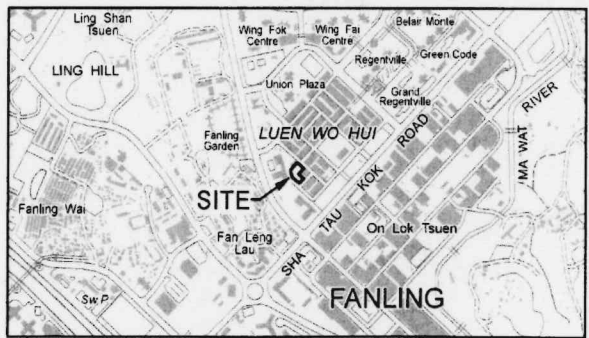 Ling Shan
Tsuen
LING HILL
Wing Fok
Centre
Wing Fai
Centre
Belair Monte
Regentville
Green Code
Union Plaza
Grand
Regentville
LUEN WO HUI
Fanling
Garden
SHA TAU KOK ROAD
MA WAT RIVER
SITE
Fanling Wai
Fan Leng
Lau
On Lok Tsuen
Sw P
FANLING